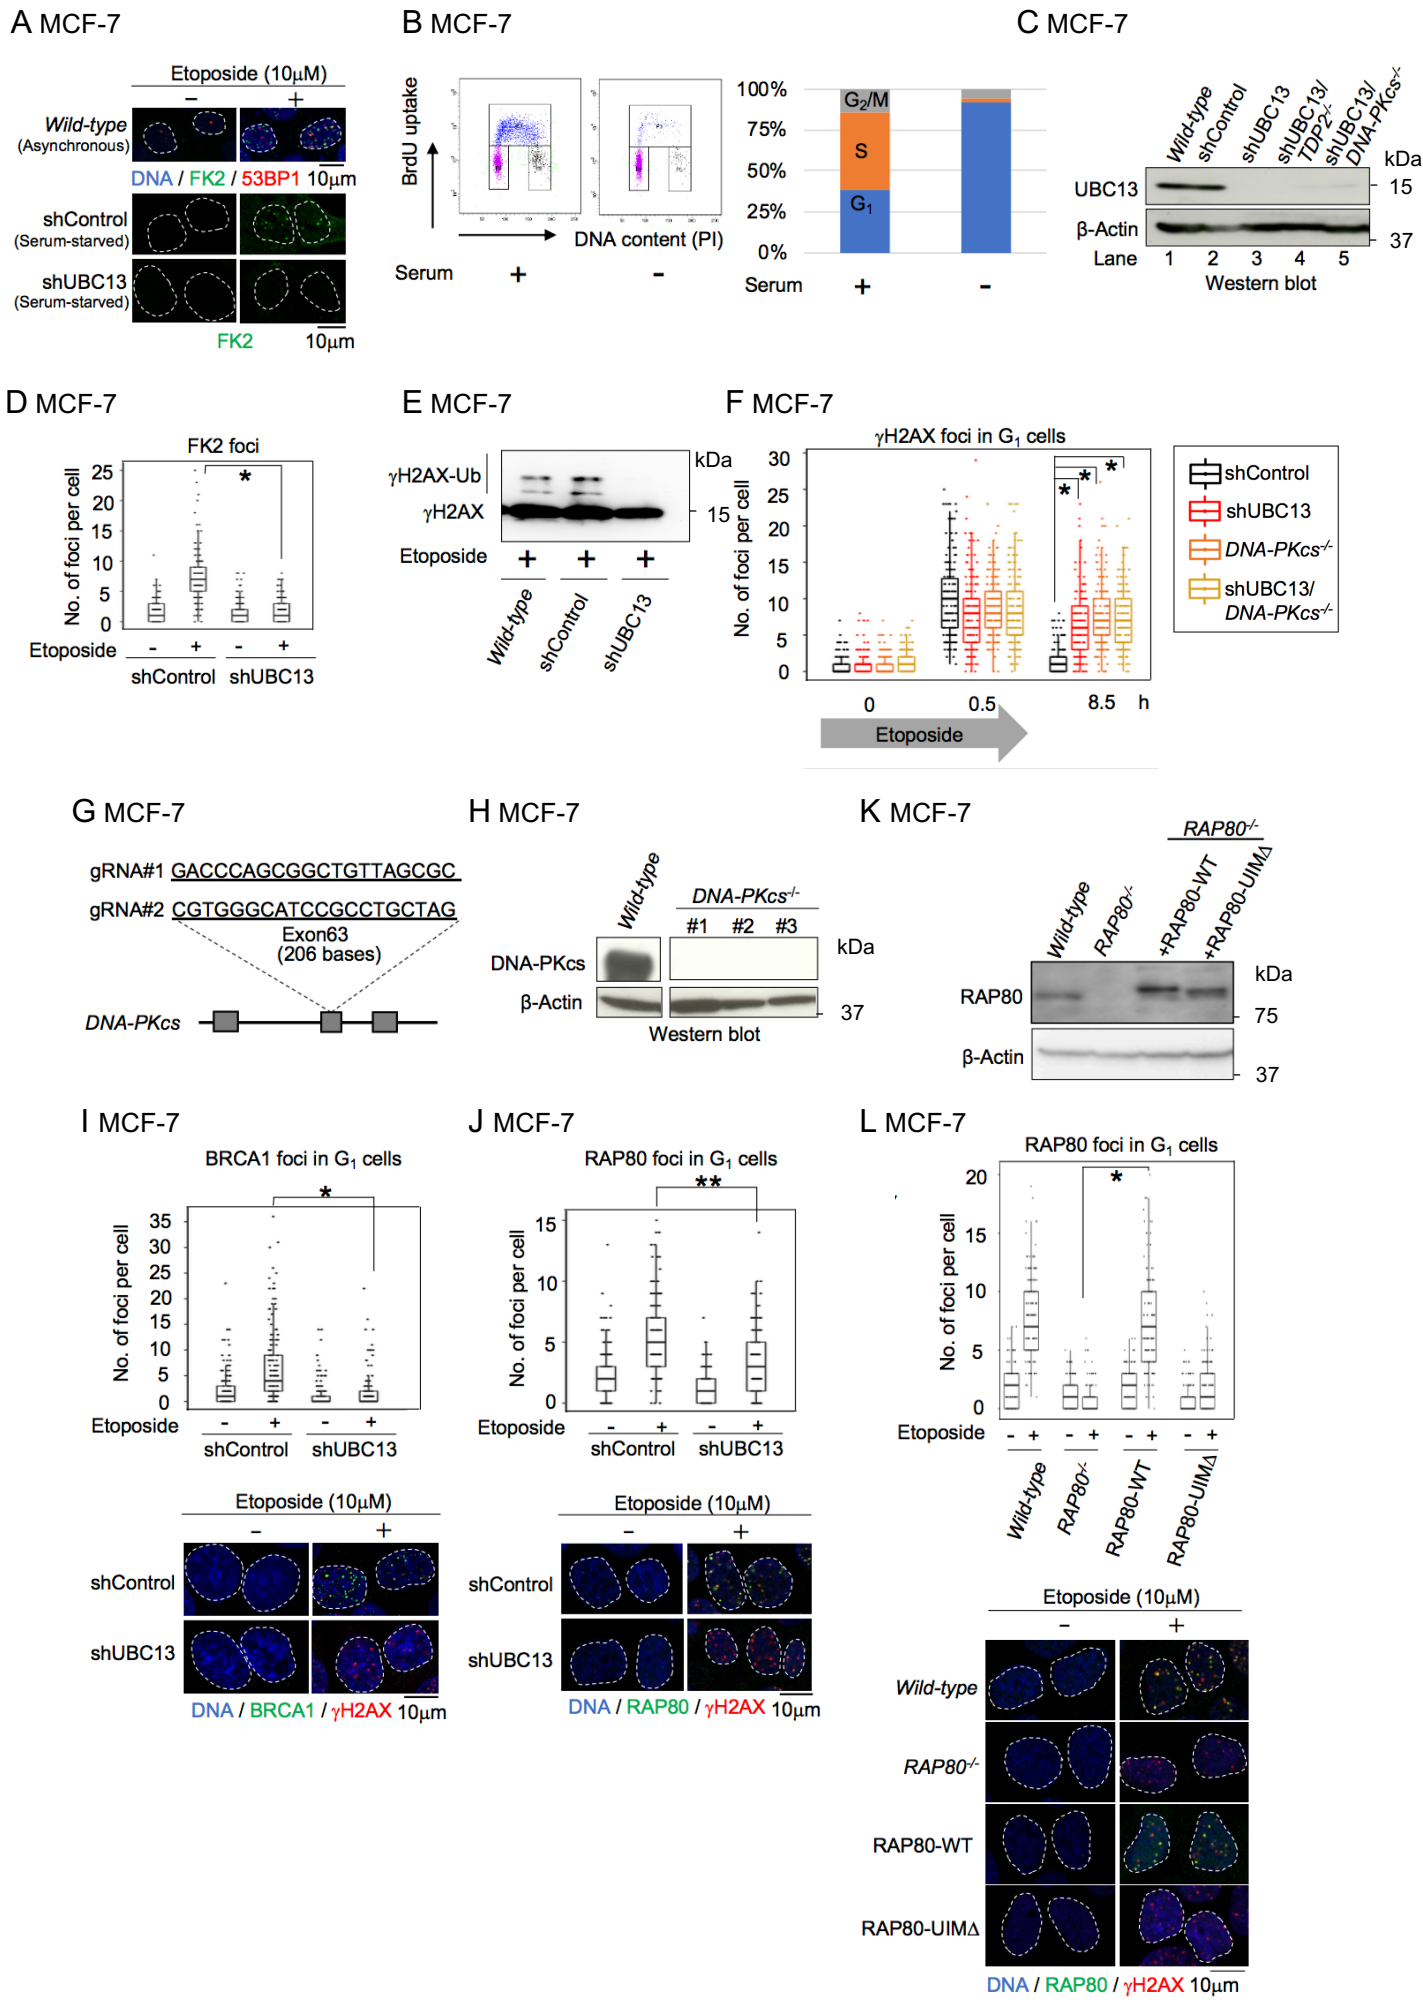 A MCF-7
Etoposide (10μM)
− +
Wild-type
(Asynchronous)
DNA / FK2 / 53BP1 10μm
shControl
(Serum-starved)
shUBC13
(Serum-starved)
FK2 10μm
B MCF-7
BrdU uptake
DNA content (PI)
Serum + −
100%
75%
50%
25%
0%
G2/M
S
G1
Serum + -
C MCF-7
Wild-type
shControl
shUBC13
shUBC13/
TDP2-/-
shUBC13/
DNA-PKcs-/-
kDa
UBC13 15
β-Actin 37
Lane 1 2 3 4 5
Western blot
D MCF-7
FK2 foci
No. of foci per cell
25
20
15
10
5
0
*
Etoposide - + - +
shControl shUBC13
E MCF-7
kDa
γH2AX-Ub
γH2AX 15
Etoposide + + +
Wild-type
shControl
shUBC13
F MCF-7
γH2AX foci in G1 cells
No. of foci per cell
30
25
20
15
10
5
0
* * *
0 0.5 8.5 h
Etoposide
shControl
shUBC13
DNA-PKcs-/-
shUBC13/
DNA-PKcs-/-
G MCF-7
gRNA#1 GACCCAGCGGCTGTTAGCGC
gRNA#2 CGTGGGCATCCGCCTGCTAG
Exon63
(206 bases)
DNA-PKcs
H MCF-7
Wild-type
DNA-PKcs-/-
#1 #2 #3
kDa
DNA-PKcs
β-Actin 37
Western blot
K MCF-7
RAP80-/-
Wild-type
RAP80-/-
+RAP80-WT
+RAP80-UIMΔ
kDa
RAP80
75
β-Actin
37
I MCF-7
BRCA1 foci in G1 cells
No. of foci per cell
35
30
25
20
15
10
5
0
*
Etoposide - + - +
shControl shUBC13
Etoposide (10μM)
− +
shControl
shUBC13
DNA / BRCA1 / γH2AX 10μm
J MCF-7
RAP80 foci in G1 cells
No. of foci per cell
15
10
5
0
**
Etoposide - + - +
shControl shUBC13
Etoposide (10μM)
− +
shControl
shUBC13
DNA / RAP80 / γH2AX 10μm
L MCF-7
RAP80 foci in G1 cells
No. of foci per cell
20
15
10
5
0
*
Etoposide - + - + - + - +
Wild-type
RAP80-/-
RAP80-WT
RAP80-UIMΔ
Etoposide (10μM)
− +
Wild-type
RAP80-/-
RAP80-WT
RAP80-UIMΔ
DNA / RAP80 / γH2AX 10μm